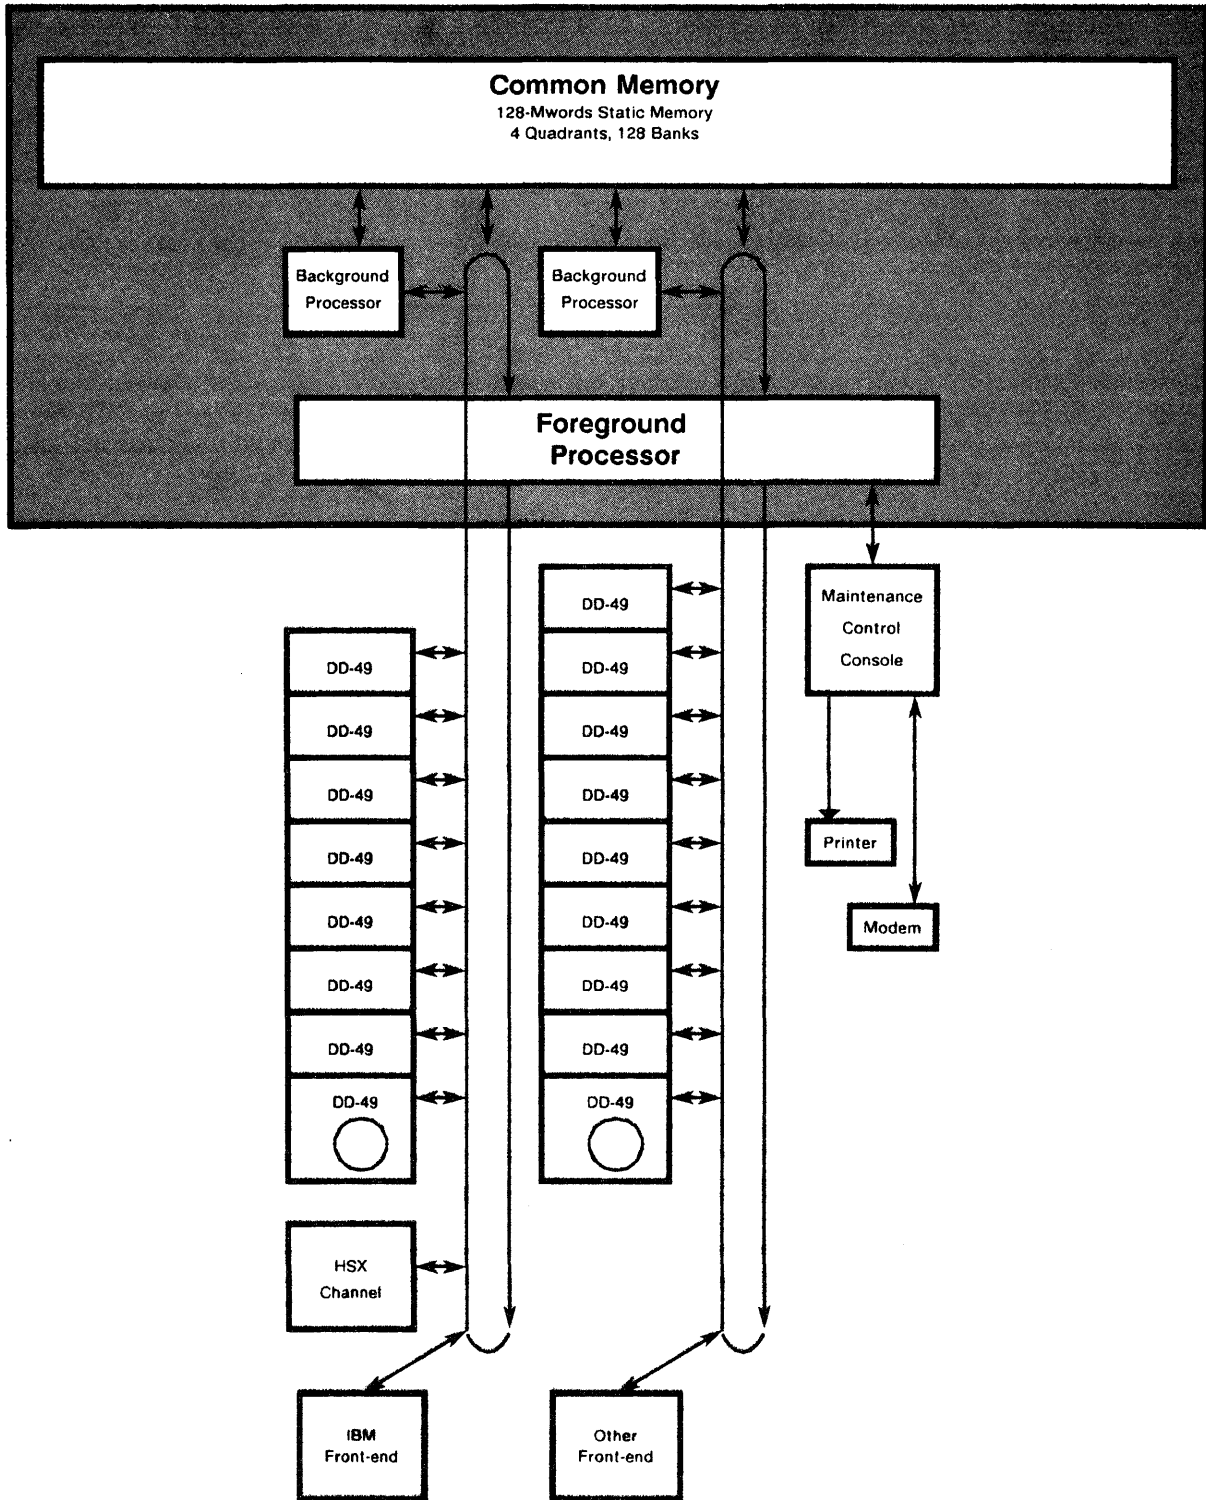 Common Memory
128-Mwords Static Memory
4 Quadrants, 128 Banks
Background
Processor
Background
Processor
Foreground
Processor
DD-49
DD-49
DD-49
DD-49
DD-49
DD-49
DD-49
DD-49
HSX
Channel
IBM
Front-end
DD-49
DD-49
DD-49
DD-49
DD-49
DD-49
DD-49
DD-49
DD-49
Other
Front-end
Maintenance
Control
Console
Printer
Modem